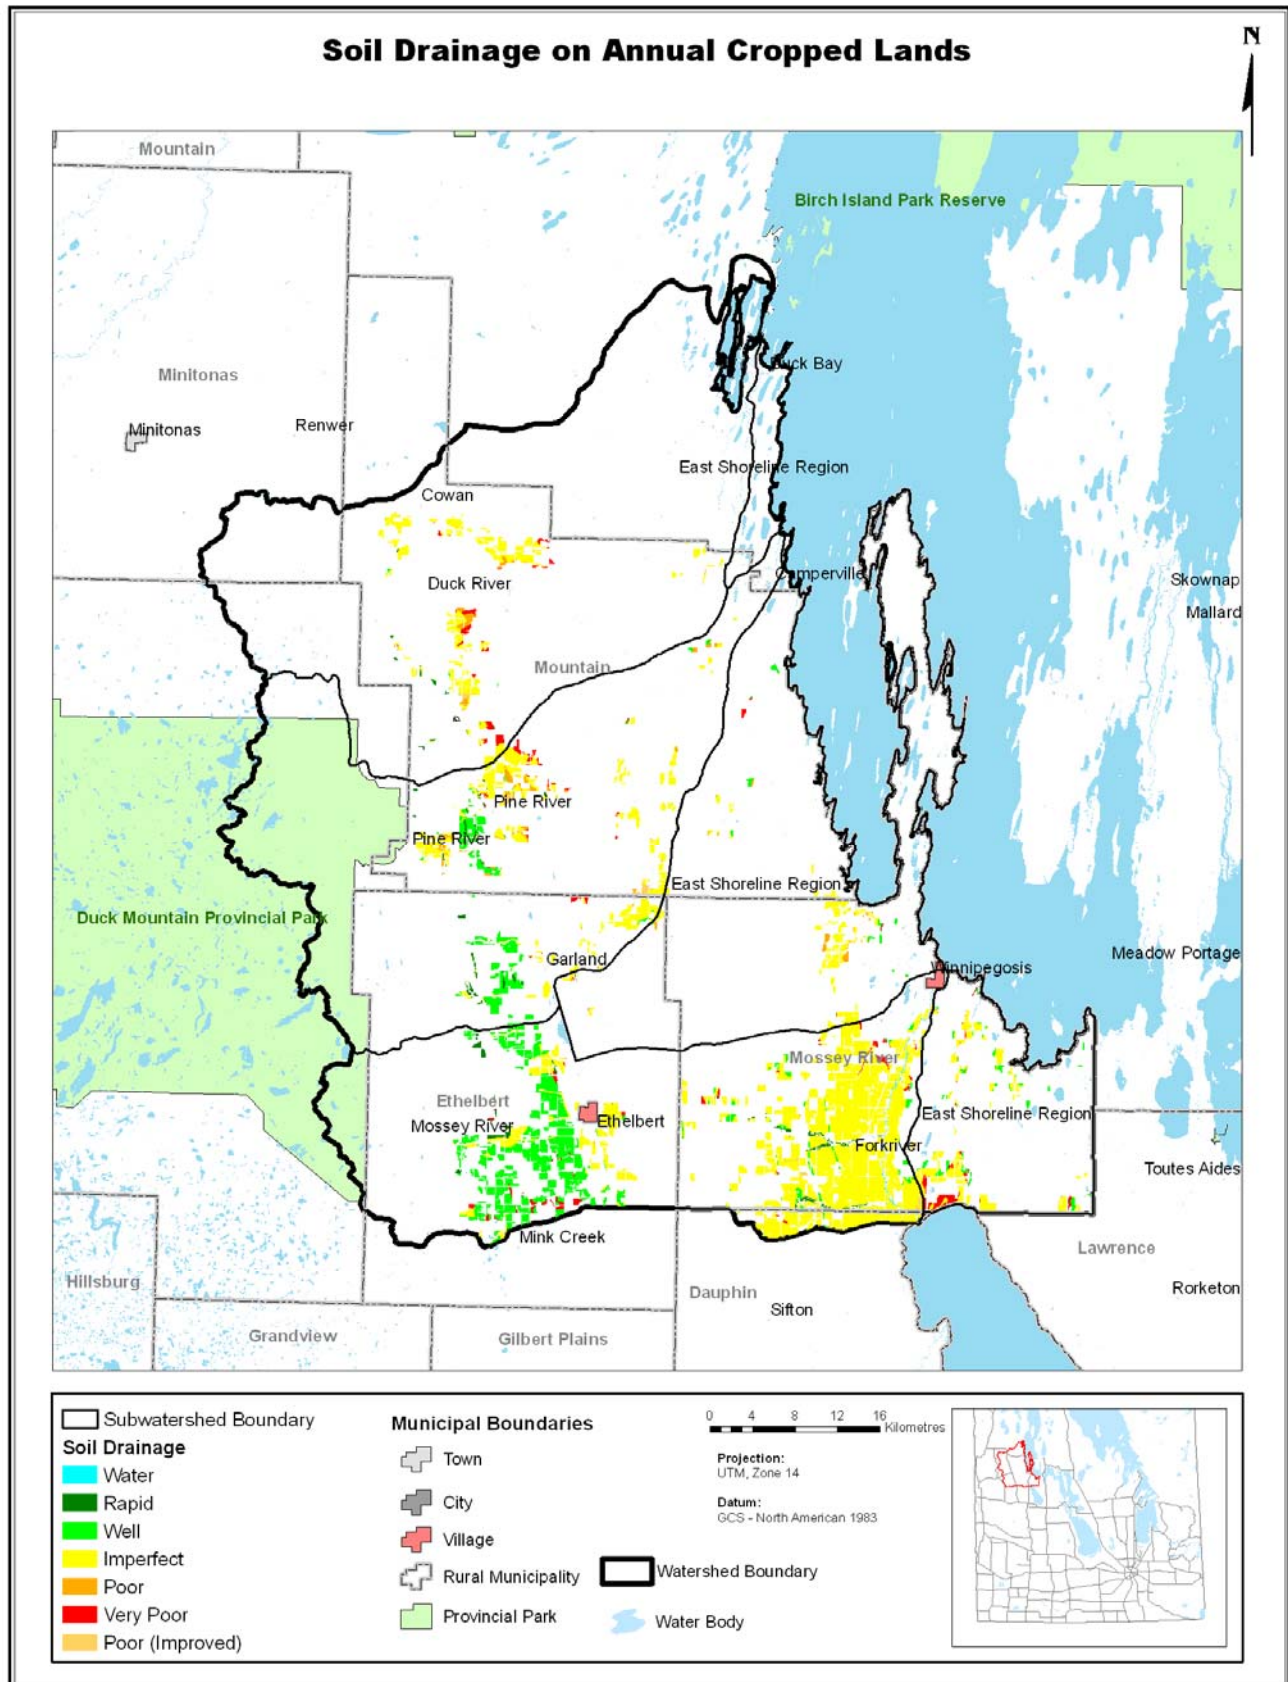 Soil Drainage on Annual Cropped Lands
N
Mountain
Birch Island Park Reserve
Duck Bay
Minitonas
Minitonas
Renwer
East Shoreline Region
Cowan
Camperville
Duck River
Skownap
Mallard
Mountain
Pine River
Pine River
East Shoreline Region
Duck Mountain Provincial Park
Garland
Winnipegosis
Meadow Portage
Mossey River
Ethelbert
Mossey River
Ethelbert
East Shoreline Region
Forkriver
Toutes Aides
Mink Creek
Lawrence
Hillsburg
Dauphin
Rorketon
Sifton
Grandview
Gilbert Plains
Subwatershed Boundary
Soil Drainage
Water
Rapid
Well
Imperfect
Poor
Very Poor
Poor (Improved)
Municipal Boundaries
Town
City
Village
Rural Municipality
Provincial Park
0 4 8 12 16
Kilometres
Projection:
UTM, Zone 14
Datum:
GCS - North American 1983
Watershed Boundary
Water Body